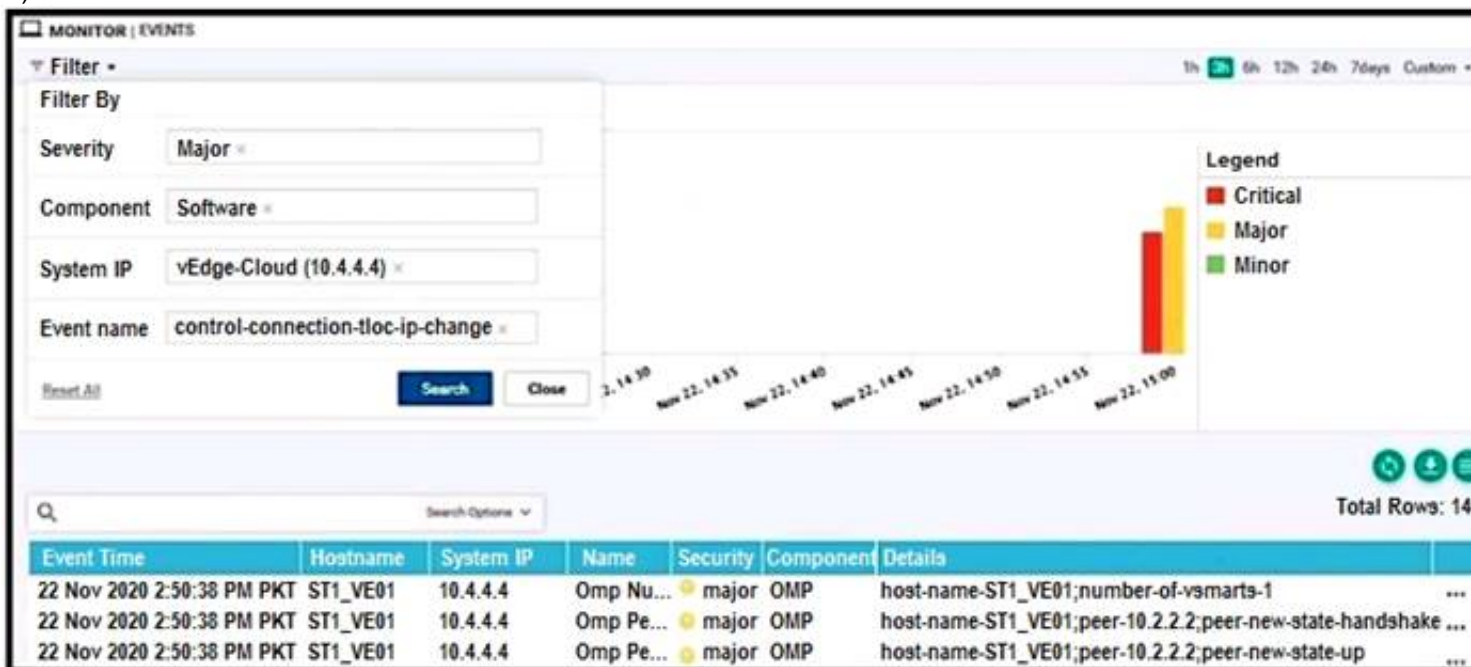 MONITOR | EVENTS
Filter
1h 3h 6h 12h 24h 7days Custom
Filter By
Severity Major ×
Component Software ×
System IP vEdge-Cloud (10.4.4.4) ×
Event name control-connection-tloc-ip-change ×
Reset All Search Close
Legend
Critical
Major
Minor
2, 14:30 Nov 22, 14:35 Nov 22, 14:40 Nov 22, 14:45 Nov 22, 14:50 Nov 22, 14:55 Nov 22, 15:00
Search Options
Total Rows: 14
Event Time Hostname System IP Name Security Component Details
22 Nov 2020 2:50:38 PM PKT ST1_VE01 10.4.4.4 Omp Nu... major OMP host-name-ST1_VE01;number-of-vsmarts-1 ...
22 Nov 2020 2:50:38 PM PKT ST1_VE01 10.4.4.4 Omp Pe... major OMP host-name-ST1_VE01;peer-10.2.2.2;peer-new-state-handshake ...
22 Nov 2020 2:50:38 PM PKT ST1_VE01 10.4.4.4 Omp Pe... major OMP host-name-ST1_VE01;peer-10.2.2.2;peer-new-state-up ...